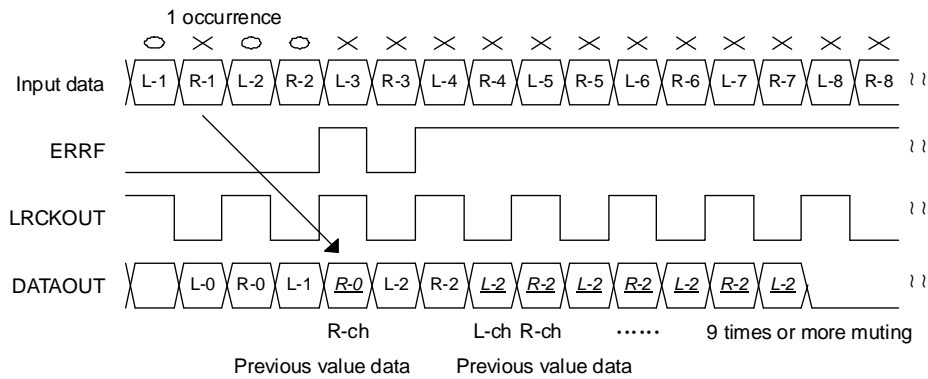 1 occurrence
Input data L-1 R-1 L-2 R-2 L-3 R-3 L-4 R-4 L-5 R-5 L-6 R-6 L-7 R-7 L-8 R-8
ERRF
LRCKOUT
DATAOUT L-0 R-0 L-1 R-0 L-2 R-2 L-2 R-2 L-2 R-2 L-2 R-2 L-2
R-ch L-ch R-ch ...... 9 times or more muting
Previous value data Previous value data